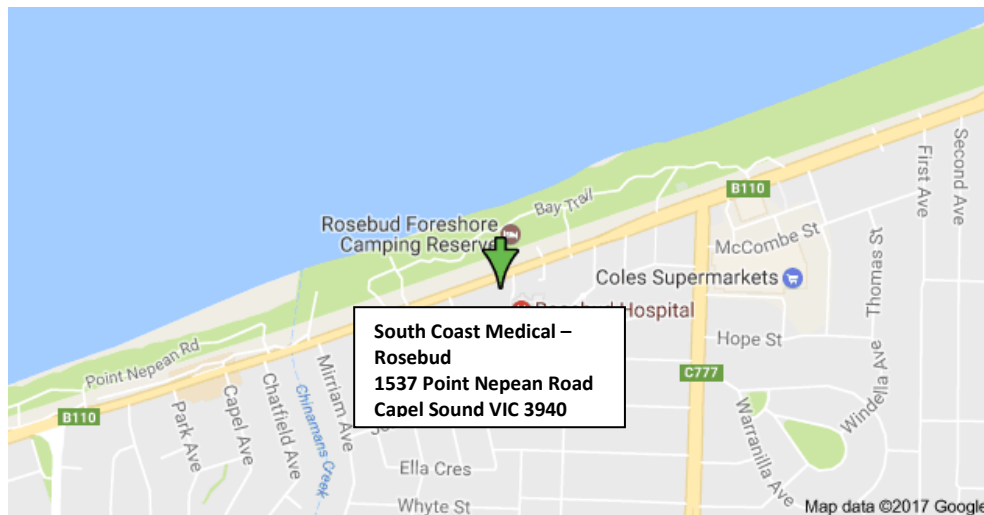 First Ave
Second Ave
B110
Bay Trail
Rosebud Foreshore
Camping Reserve
McCombe St
Thomas St
Coles Supermarkets
Rosebud Hospital
South Coast Medical –
Rosebud
1537 Point Nepean Road
Capel Sound VIC 3940
Hope St
C777
Point Nepean Rd
B110
Park Ave
Capel Ave
Chatfield Ave
Chinamans Creek
Mirriam Ave
Warranilla Ave
Windella Ave
Ella Cres
Whyte St
Map data ©2017 Google